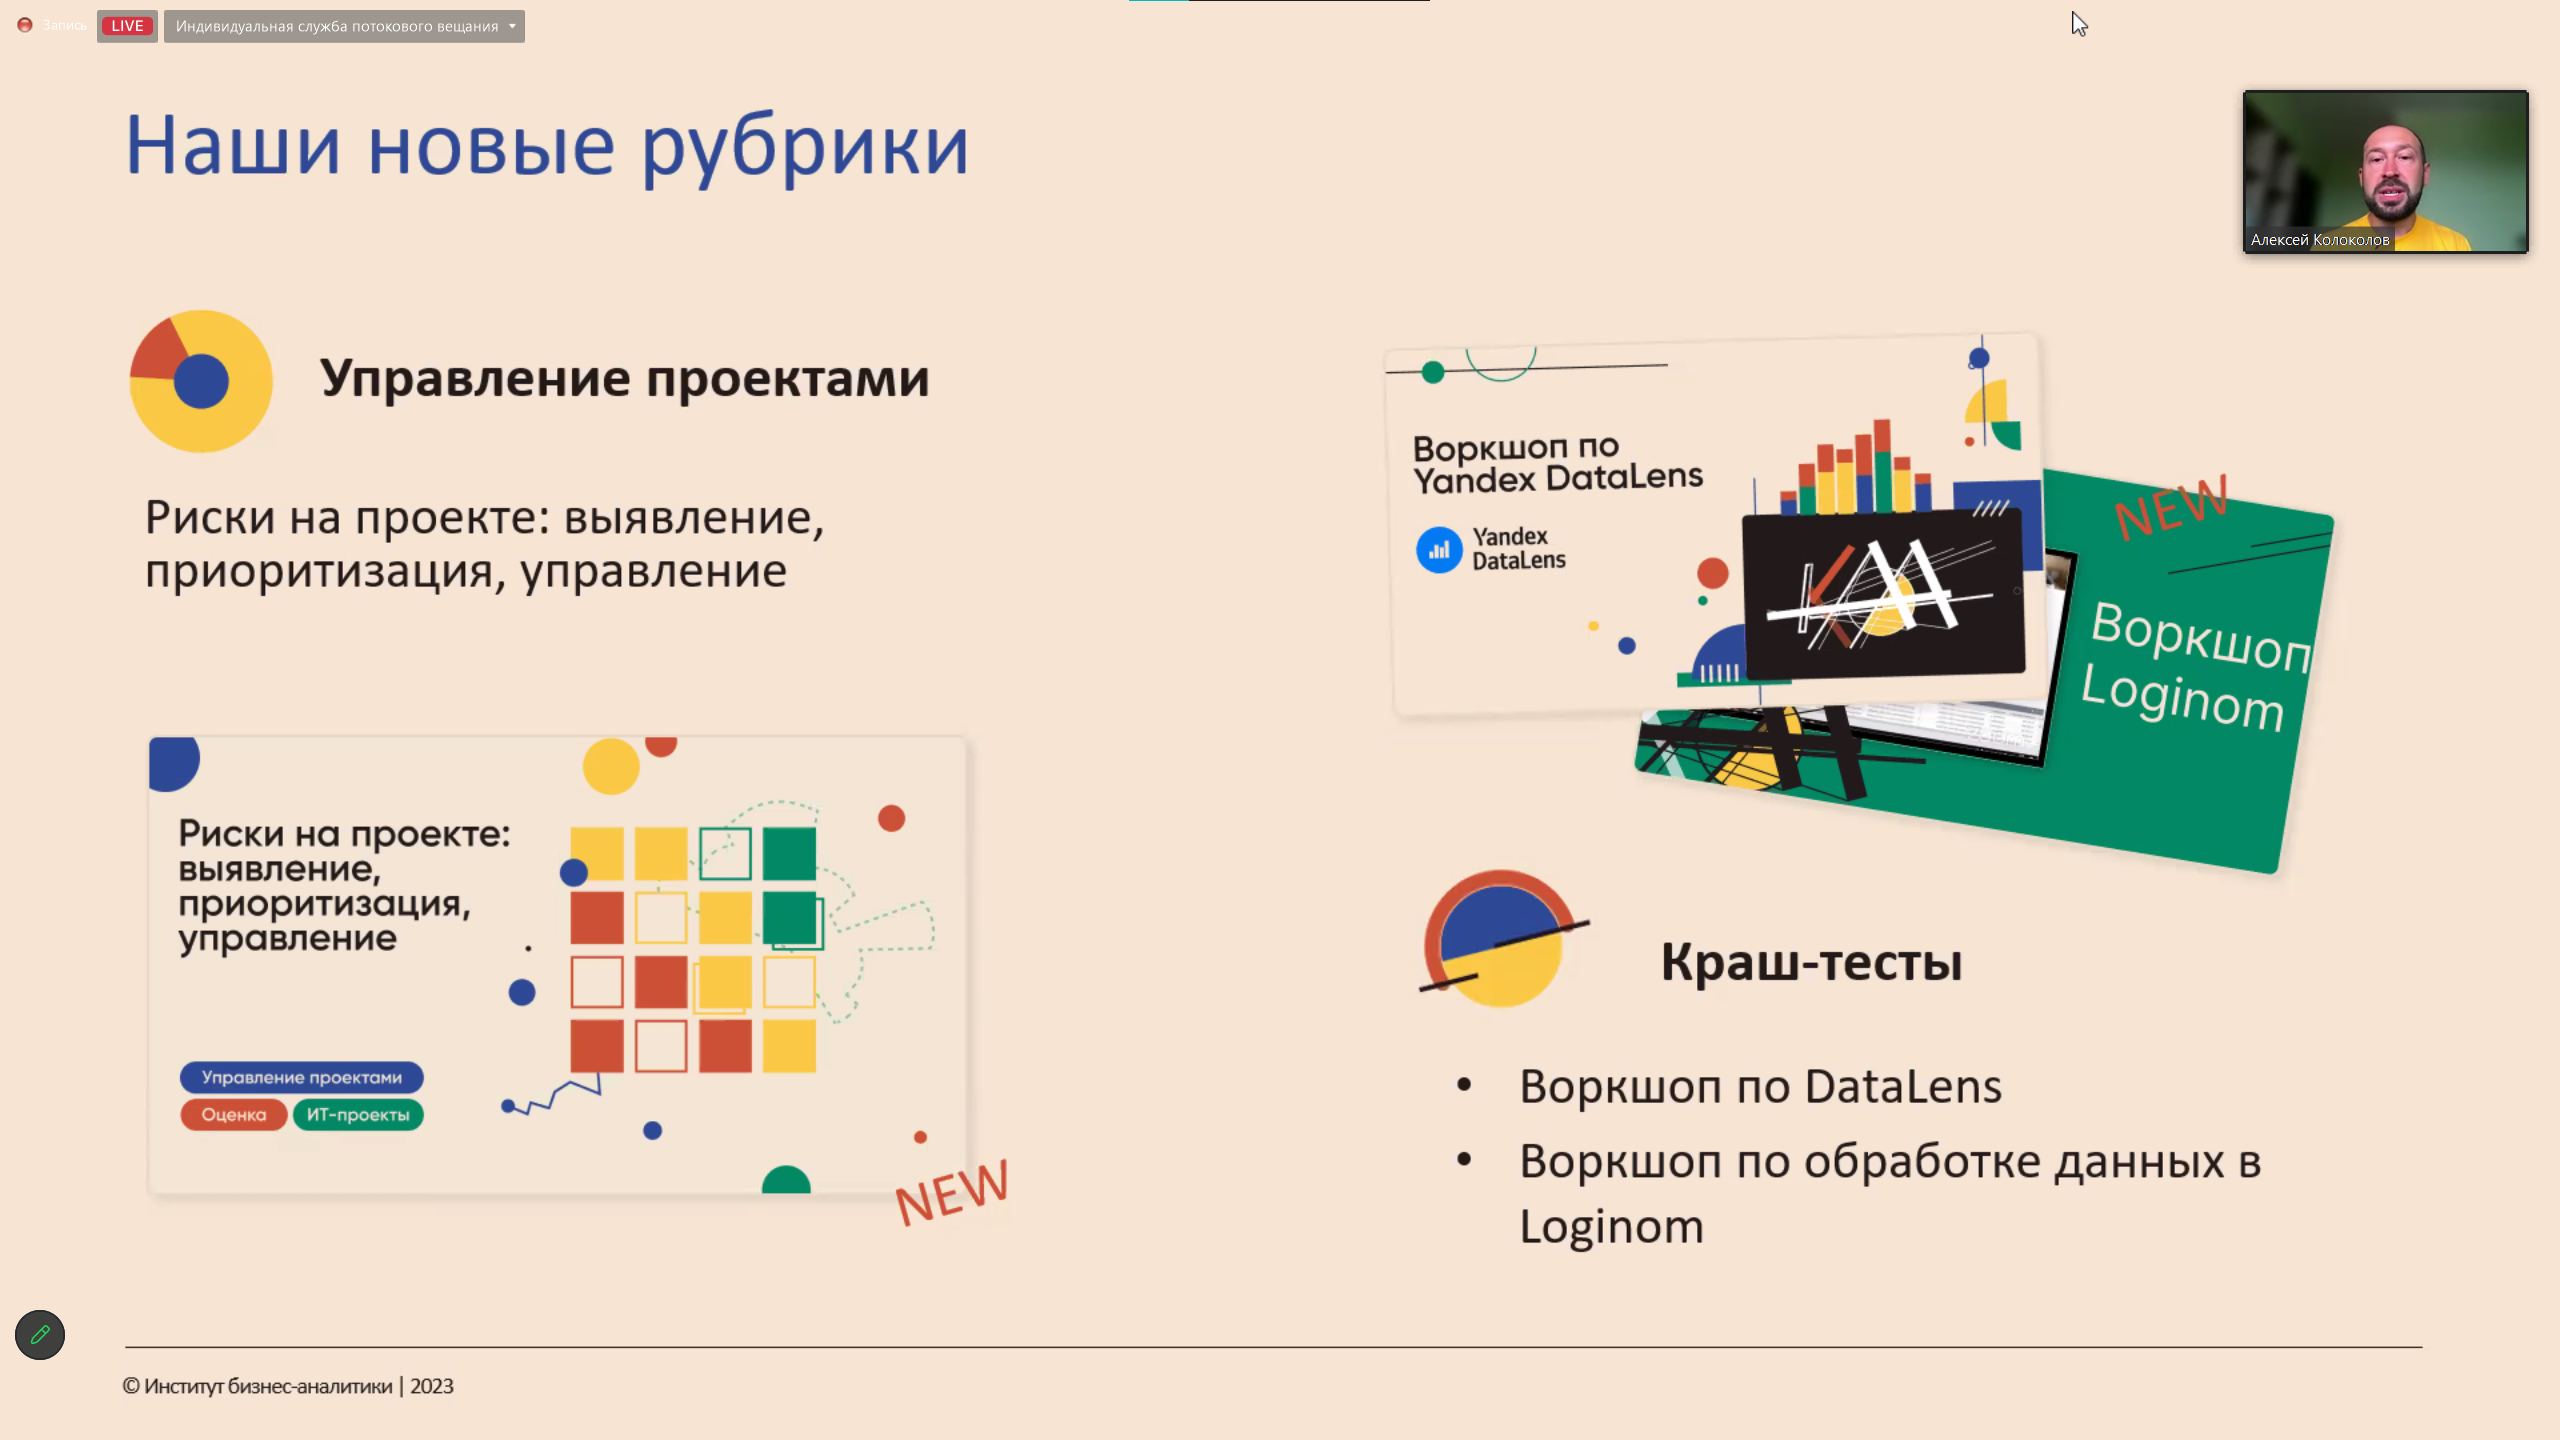 Запись
LIVE
Индивидуальная служба потокового вещания
Наши новые рубрики
Алексей Колоколов
Управление проектами
Риски на проекте: выявление,
приоритизация, управление
Риски на проекте:
выявление,
приоритизация,
управление
Управление проектами
Оценка
ИТ-проекты
NEW
Воркшоп по
Yandex DataLens
Yandex
DataLens
NEW
Воркшоп
Loginom
Краш-тесты
• Воркшоп по DataLens
• Воркшоп по обработке данных в
Loginom
© Институт бизнес-аналитики | 2023